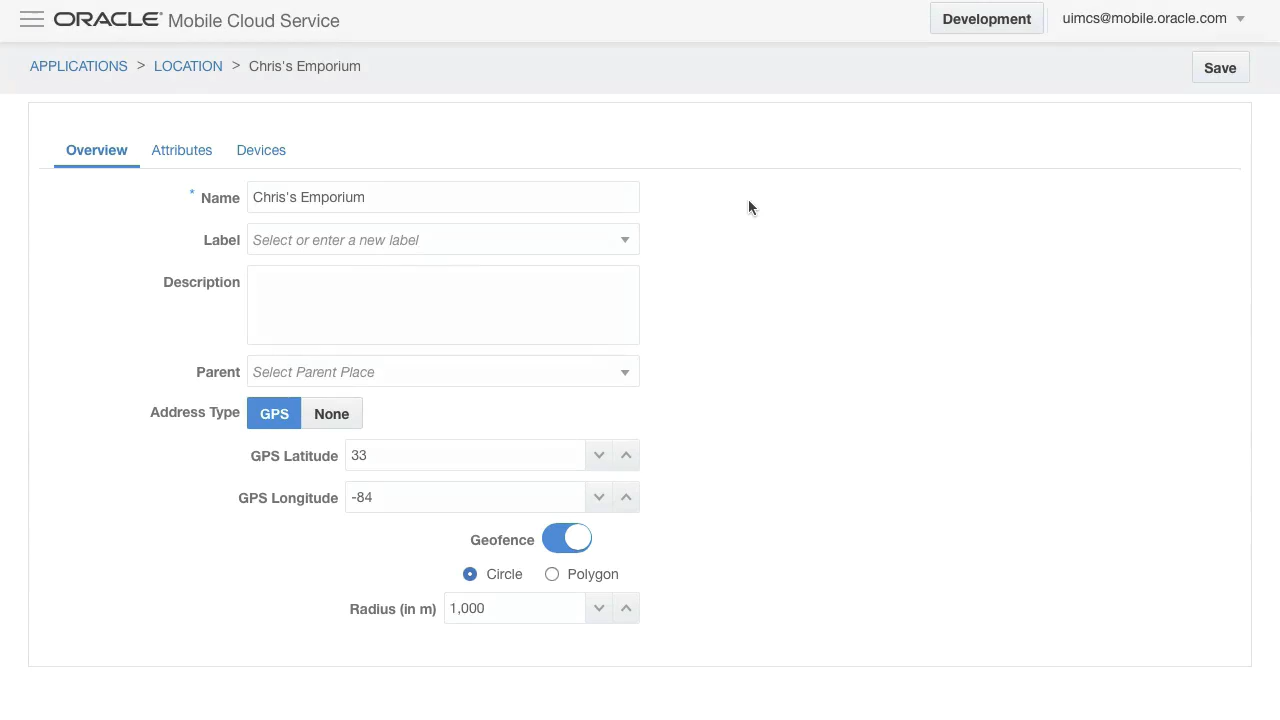 ORACLE Mobile Cloud Service Development uimcs@mobile.oracle.com
APPLICATIONS > LOCATION > Chris's Emporium Save
Overview Attributes Devices
* Name Chris's Emporium
Label Select or enter a new label
Description
Parent Select Parent Place
Address Type GPS None
GPS Latitude 33
GPS Longitude -84
Geofence
Circle Polygon
Radius (in m) 1,000